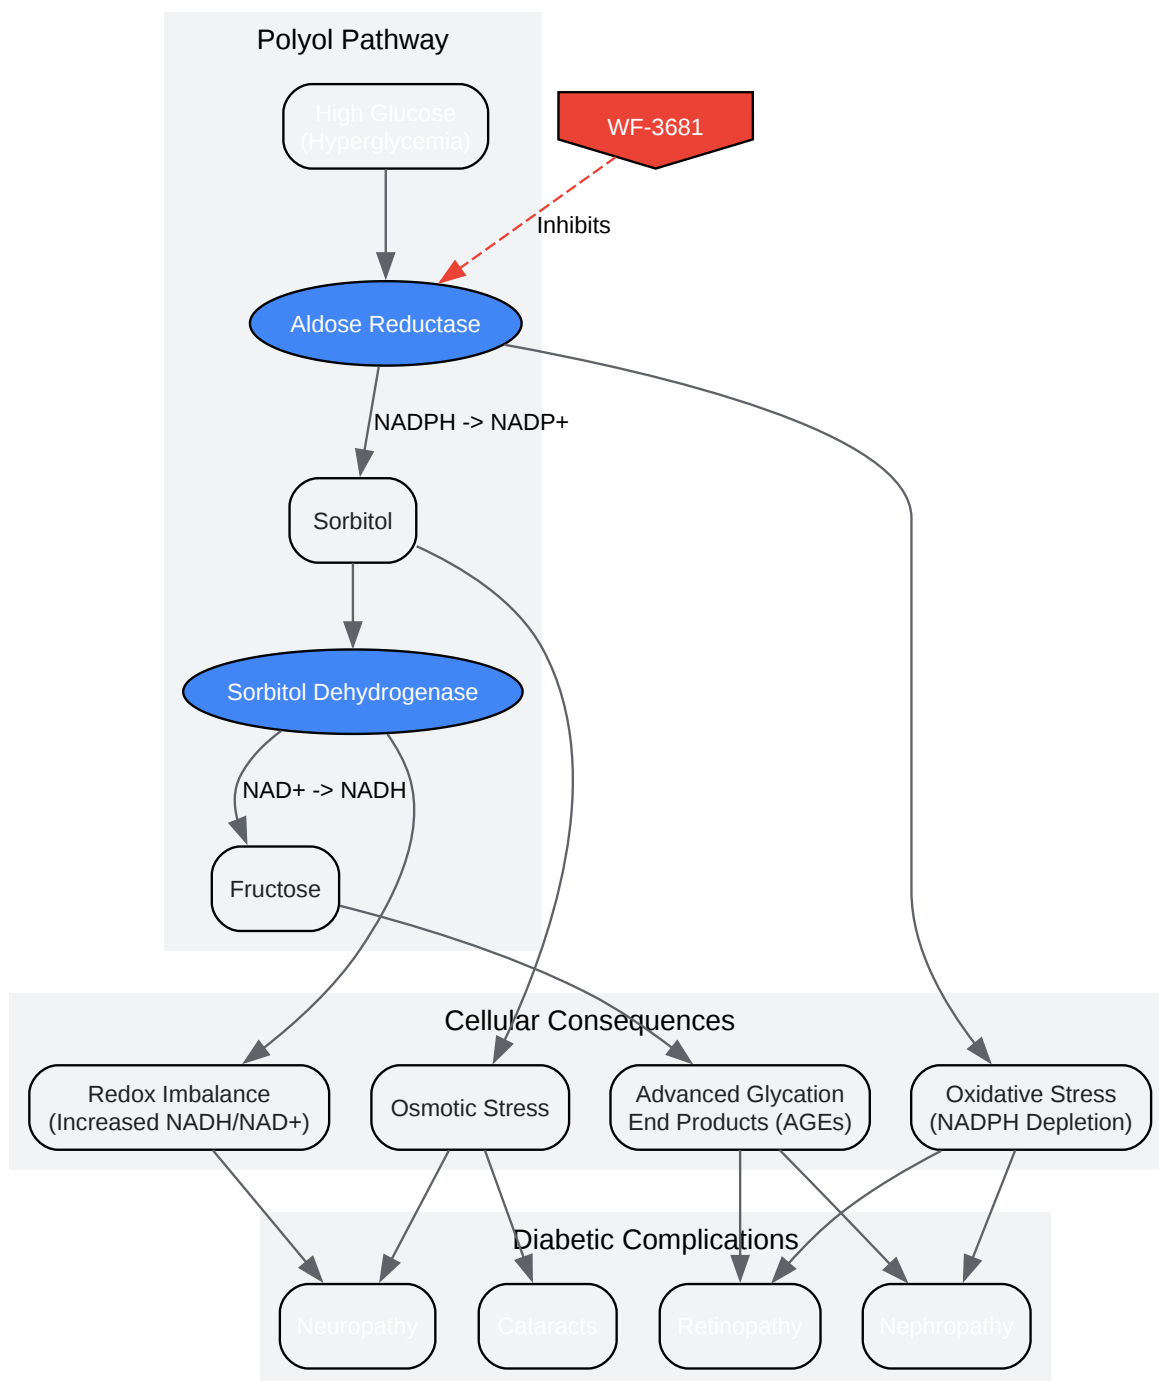 Polyol Pathway
High Glucose
(Hyperglycemia)
WF-3681
Inhibits
Aldose Reductase
NADPH -> NADP+
Sorbitol
Sorbitol Dehydrogenase
NAD+ -> NADH
Fructose
Cellular Consequences
Redox Imbalance
(Increased NADH/NAD+)
Osmotic Stress
Advanced Glycation
End Products (AGEs)
Oxidative Stress
(NADPH Depletion)
Diabetic Complications
Neuropathy
Cataracts
Retinopathy
Nephropathy